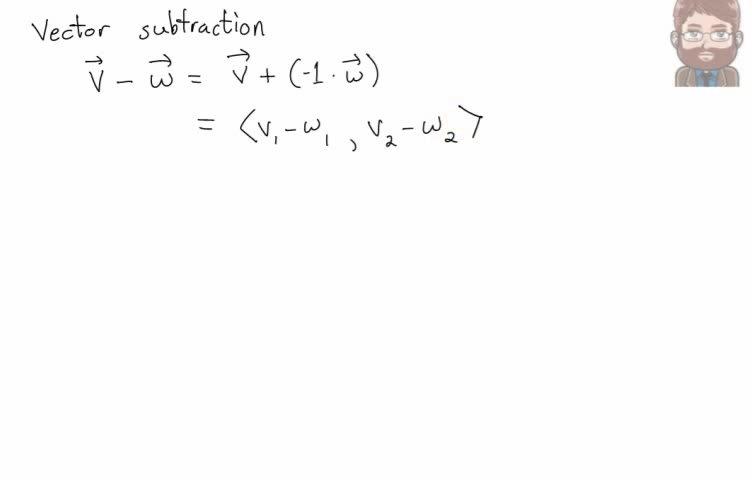 Vector subtraction
v⃗ − w⃗ = v⃗ + (-1 · w⃗)
= ⟨v₁ − w₁ , v₂ − w₂⟩